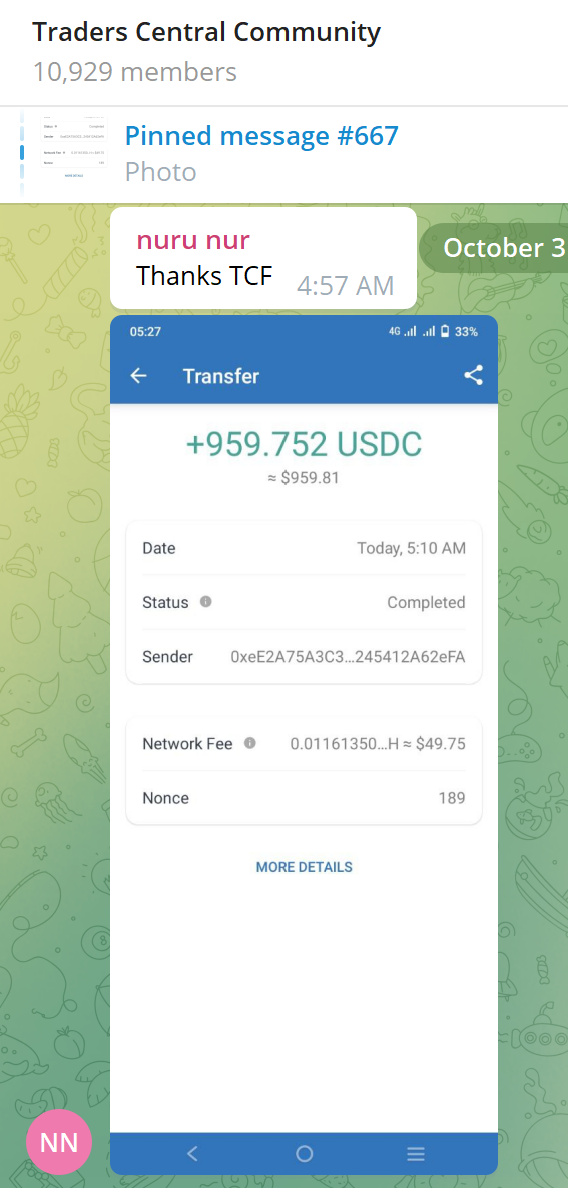 Traders Central Community
10,929 members
Pinned message #667
Photo
nuru nur
Thanks TCF
4:57 AM
October 3
05:27
4G
33%
Transfer
+959.752 USDC
≈ $959.81
Date Today, 5:10 AM
Status Completed
Sender 0xeE2A75A3C3...245412A62eFA
Network Fee 0.01161350...H ≈ $49.75
Nonce 189
MORE DETAILS
NN